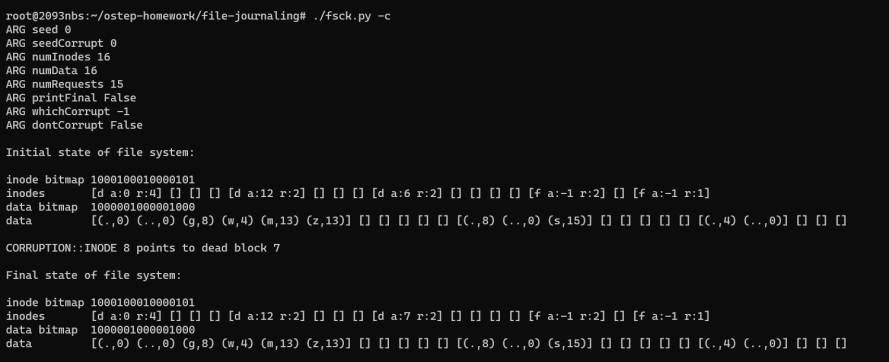 root@2093nbs:~/ostep-homework/file-journaling# ./fsck.py -c
ARG seed 0
ARG seedCorrupt 0
ARG numInodes 16
ARG numData 16
ARG numRequests 15
ARG printFinal False
ARG whichCorrupt -1
ARG dontCorrupt False
Initial state of file system:
inode bitmap 1000100010000101
inodes [d a:0 r:4] [] [] [] [d a:12 r:2] [] [] [] [d a:6 r:2] [] [] [] [] [f a:-1 r:2] [] [f a:-1 r:1]
data bitmap 1000001000001000
data [(.,0) (..,0) (g,8) (w,4) (m,13) (z,13)] [] [] [] [] [] [(.,8) (..,0) (s,15)] [] [] [] [] [] [(.,4) (..,0)] [] [] []
CORRUPTION::INODE 8 points to dead block 7
Final state of file system:
inode bitmap 1000100010000101
inodes [d a:0 r:4] [] [] [] [d a:12 r:2] [] [] [] [d a:7 r:2] [] [] [] [] [f a:-1 r:2] [] [f a:-1 r:1]
data bitmap 1000001000001000
data [(.,0) (..,0) (g,8) (w,4) (m,13) (z,13)] [] [] [] [] [] [(.,8) (..,0) (s,15)] [] [] [] [] [] [(.,4) (..,0)] [] [] []